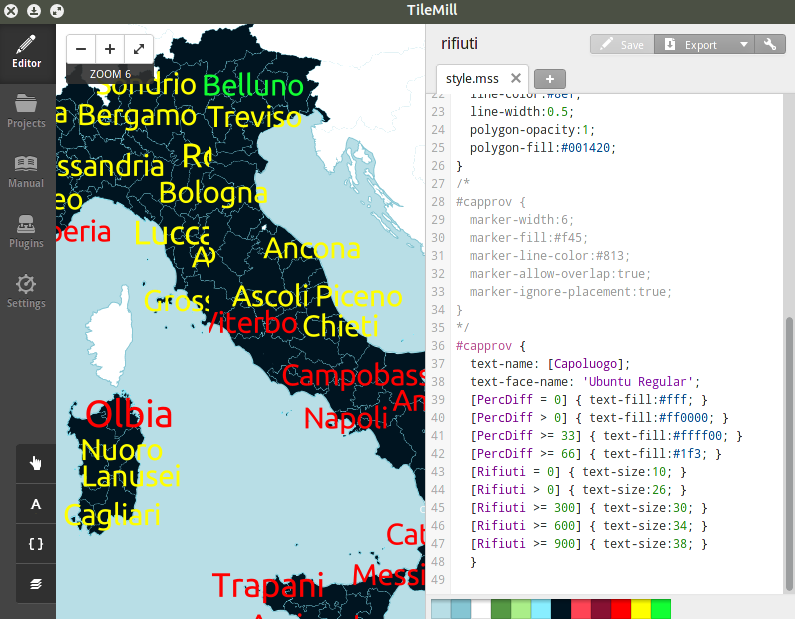 TileMill
Editor
Projects
Manual
Plugins
Settings
A
{ }
ZOOM 6
Sondrio
Belluno
Bergamo
Treviso
ssandria
Bologna
eo
peria
Lucca
Ancona
Gross
Ascoli Piceno
Viterbo
Chieti
Campobass
An
Napoli
Olbia
Nuoro
Lanusei
Cagliari
Cat
Messi
Trapani
rifiuti
Save
Export
style.mss
+
23 line-width:0.5;
24 polygon-opacity:1;
25 polygon-fill:#001420;
26 }
27 /*
28 #capprov {
29 marker-width:6;
30 marker-fill:#f45;
31 marker-line-color:#813;
32 marker-allow-overlap:true;
33 marker-ignore-placement:true;
34 }
35 */
36 #capprov {
37 text-name: [Capoluogo];
38 text-face-name: 'Ubuntu Regular';
39 [PercDiff = 0] { text-fill:#fff; }
40 [PercDiff > 0] { text-fill:#ff0000; }
41 [PercDiff >= 33] { text-fill:#ffff00; }
42 [PercDiff >= 66] { text-fill:#1f3; }
43 [Rifiuti = 0] { text-size:10; }
44 [Rifiuti > 0] { text-size:26; }
45 [Rifiuti >= 300] { text-size:30; }
46 [Rifiuti >= 600] { text-size:34; }
47 [Rifiuti >= 900] { text-size:38; }
48 }
49